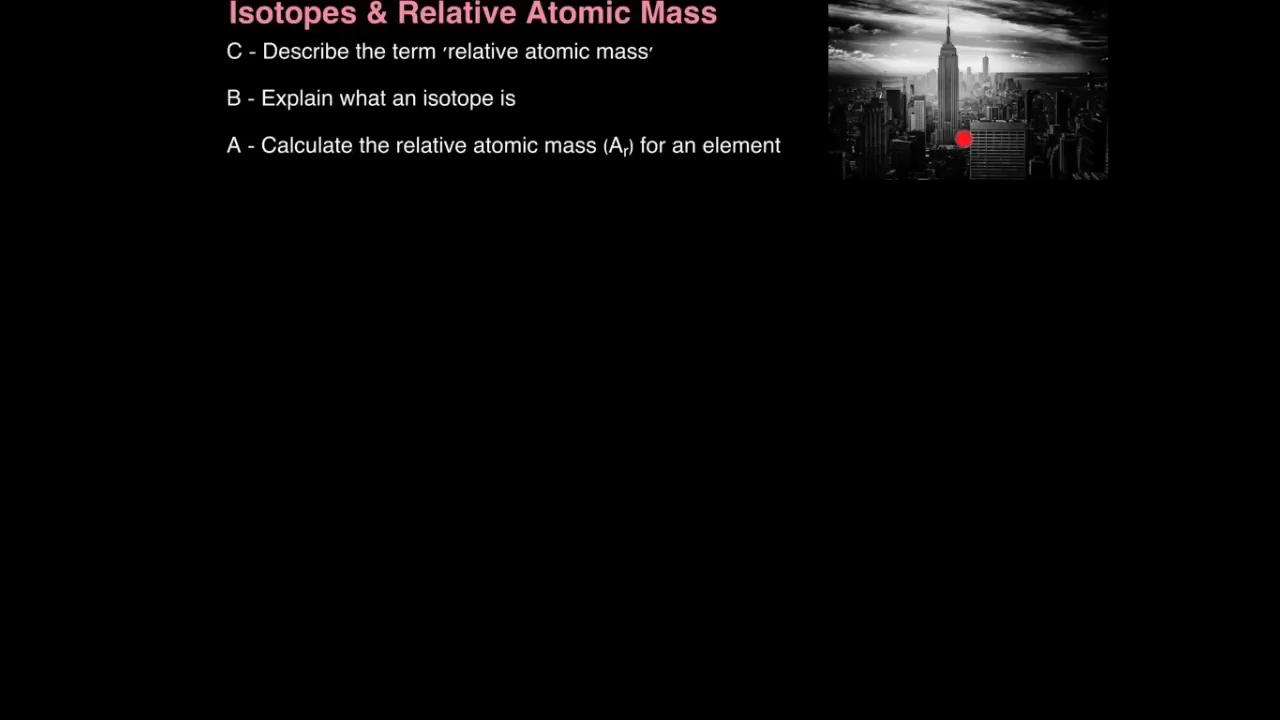 Isotopes & Relative Atomic Mass
C - Describe the term ′relative atomic mass′
B - Explain what an isotope is
A - Calculate the relative atomic mass (Ar) for an element